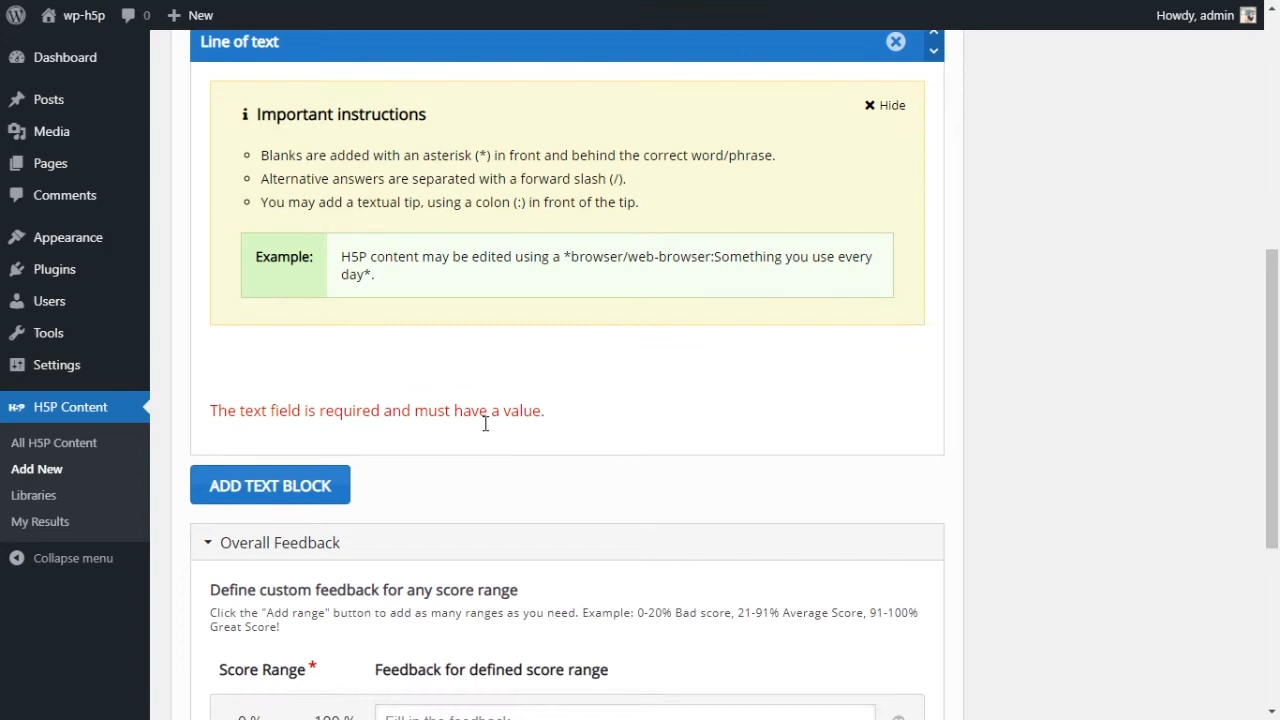 wp-h5p
0
New
Howdy, admin
Dashboard
Posts
Media
Pages
Comments
Appearance
Plugins
Users
Tools
Settings
H5P Content
All H5P Content
Add New
Libraries
My Results
Collapse menu
Line of text
Important instructions
Hide
Blanks are added with an asterisk (*) in front and behind the correct word/phrase.
Alternative answers are separated with a forward slash (/).
You may add a textual tip, using a colon (:) in front of the tip.
Example:
H5P content may be edited using a *browser/web-browser:Something you use every
day*.
The text field is required and must have a value.
ADD TEXT BLOCK
Overall Feedback
Define custom feedback for any score range
Click the "Add range" button to add as many ranges as you need. Example: 0-20% Bad score, 21-91% Average Score, 91-100%
Great Score!
Score Range *
Feedback for defined score range
0 %
100 %
Fill in the feedback